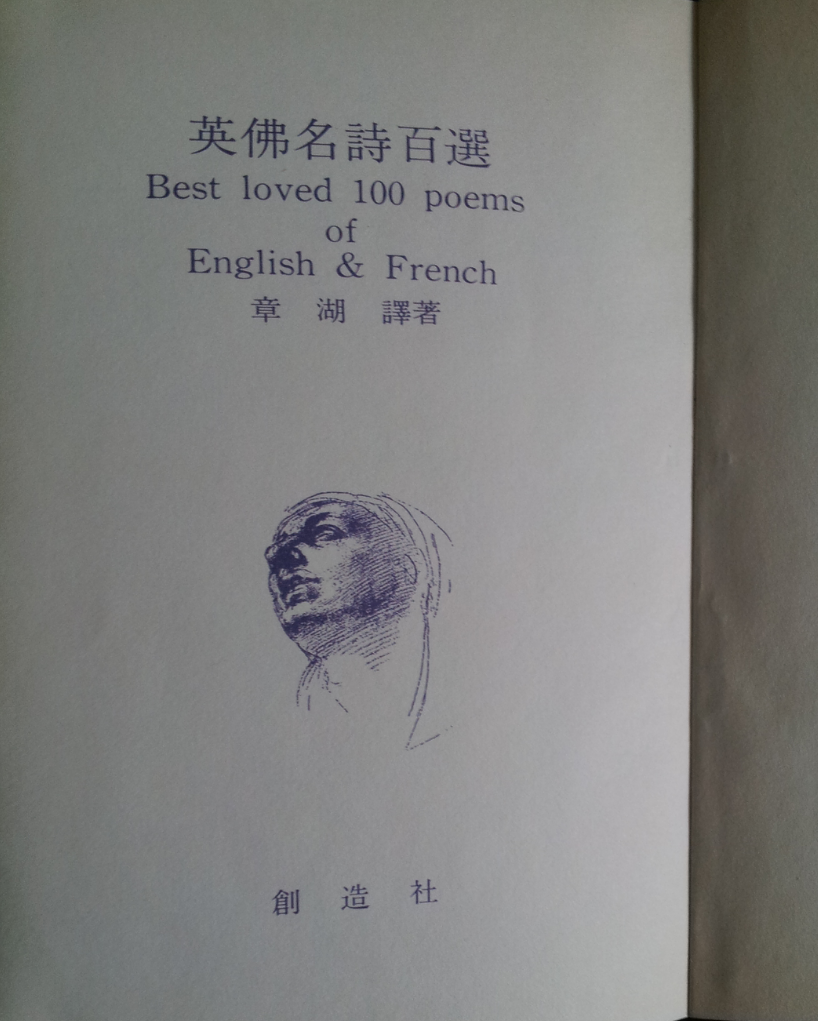 英佛名詩百選
Best loved 100 poems
of
English & French
章 湖 譯著
創 造 社